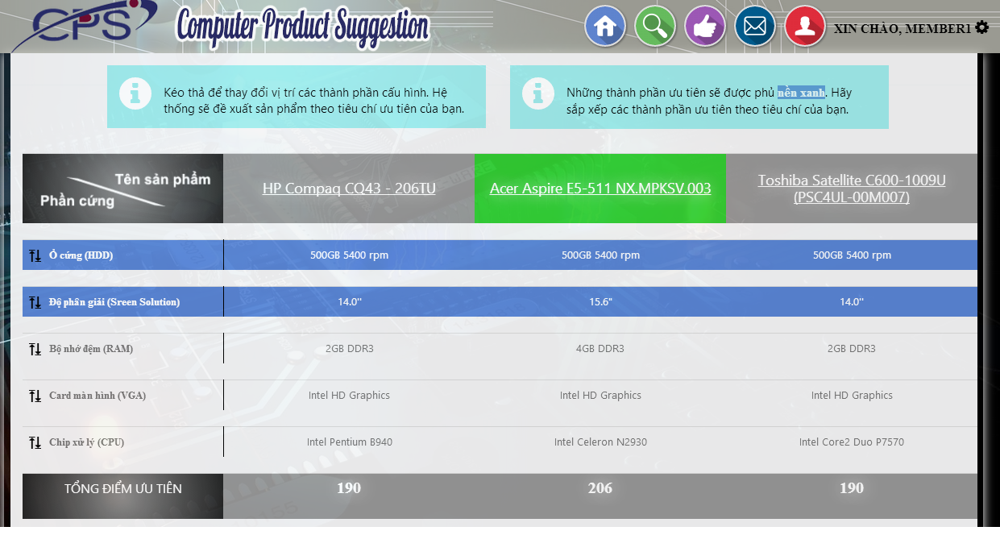 CPS Computer Product Suggestion XIN CHÀO, MEMBER1
Kéo thả để thay đổi vị trí các thành phần cấu hình. Hệ
thống sẽ đề xuất sản phẩm theo tiêu chí ưu tiên của bạn.
Những thành phần ưu tiên sẽ được phủ nền xanh. Hãy
sắp xếp các thành phần ưu tiên theo tiêu chí của bạn.
Tên sản phẩm
Phần cứng
HP Compaq CQ43 - 206TU
Acer Aspire E5-511 NX.MPKSV.003
Toshiba Satellite C600-1009U
(PSC4UL-00M007)
Ổ cứng (HDD) 500GB 5400 rpm 500GB 5400 rpm 500GB 5400 rpm
Độ phân giải (Sreen Solution) 14.0" 15.6" 14.0"
Bộ nhớ đệm (RAM) 2GB DDR3 4GB DDR3 2GB DDR3
Card màn hình (VGA) Intel HD Graphics Intel HD Graphics Intel HD Graphics
Chip xử lý (CPU) Intel Pentium B940 Intel Celeron N2930 Intel Core2 Duo P7570
TỔNG ĐIỂM ƯU TIÊN 190 206 190